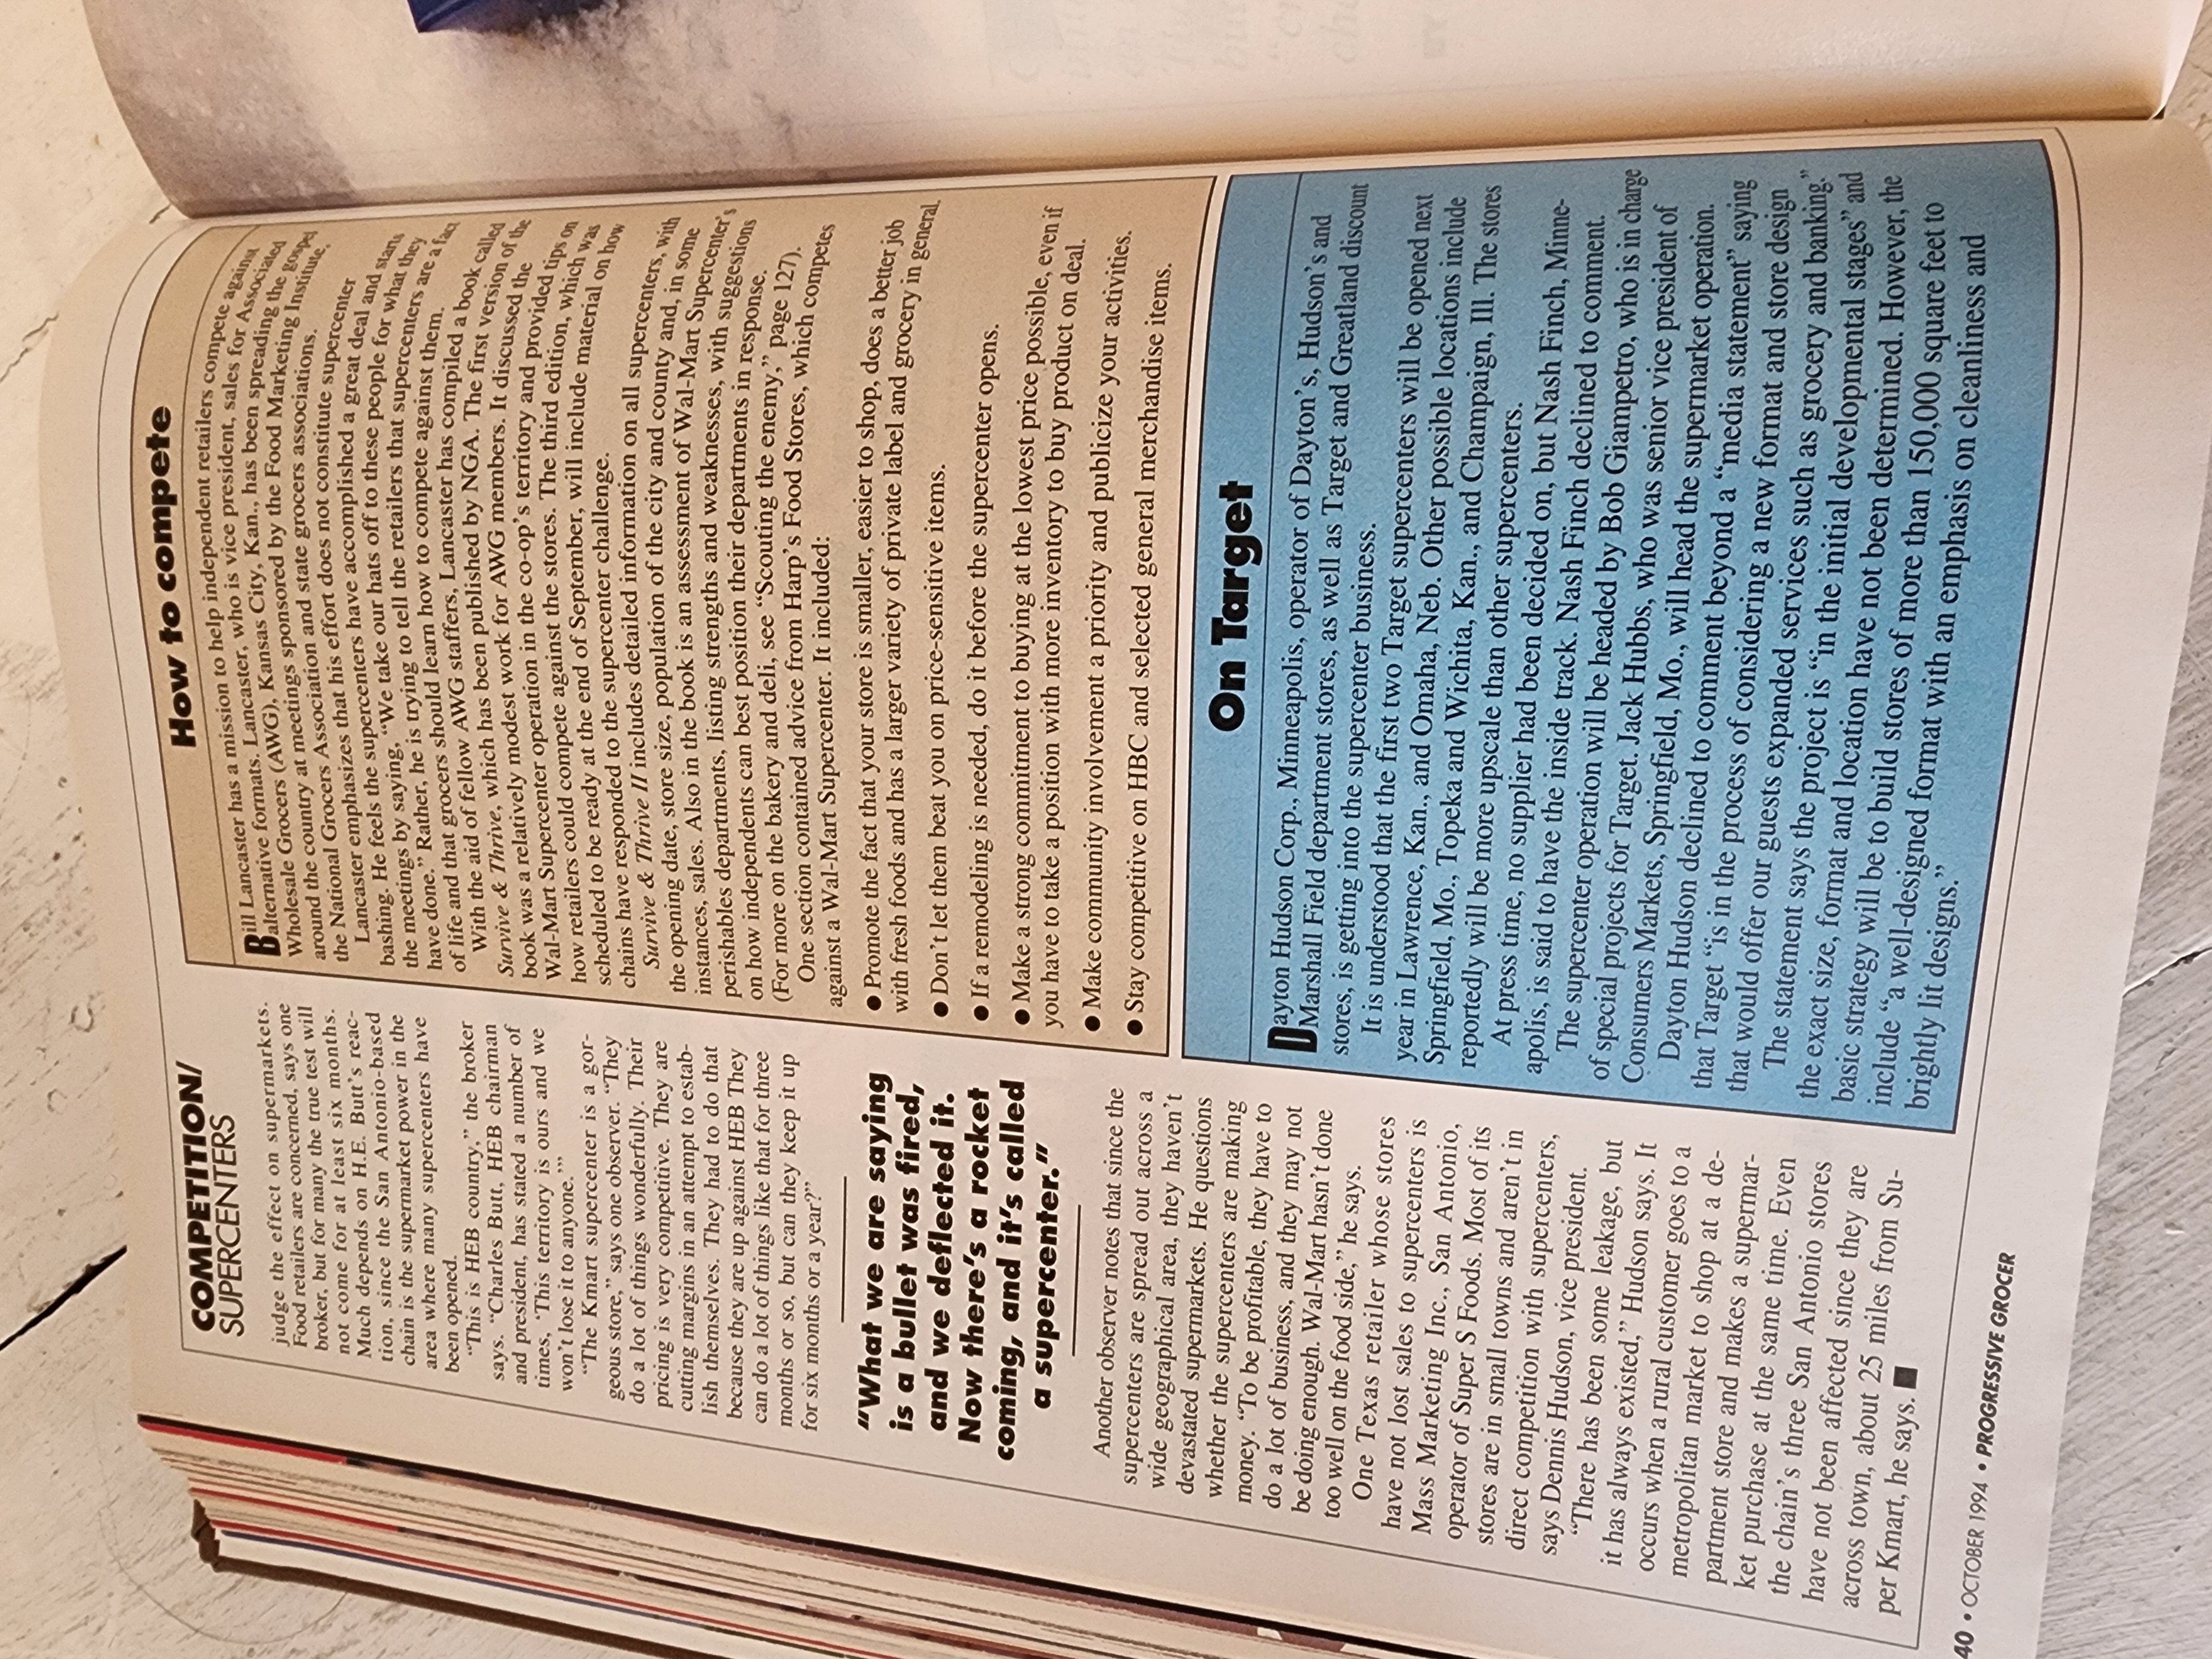 COMPETITION/
SUPERCENTERS
judge the effect on supermarkets.
Food retailers are concerned, says one
broker, but for many the true test will
not come for at least six months.
Much depends on H.E. Butt's reac-
tion, since the San Antonio-based
chain is the supermarket power in the
area where many supercenters have
been opened.
“This is HEB country,” the broker
says. “Charles Butt, HEB chairman
and president, has stated a number of
times, ‘This territory is ours and we
won't lose it to anyone.’”
“The Kmart supercenter is a gor-
geous store,” says one observer. “They
do a lot of things wonderfully. Their
pricing is very competitive. They are
cutting margins in an attempt to estab-
lish themselves. They had to do that
because they are up against HEB They
can do a lot of things like that for three
months or so, but can they keep it up
for six months or a year?”
“What we are saying
is a bullet was fired,
and we deflected it.
Now there's a rocket
coming, and it's called
a supercenter.”
Another observer notes that since the
supercenters are spread out across a
wide geographical area, they haven't
devastated supermarkets. He questions
whether the supercenters are making
money. “To be profitable, they have to
do a lot of business, and they may not
be doing enough. Wal-Mart hasn't done
too well on the food side,” he says.
One Texas retailer whose stores
have not lost sales to supercenters is
Mass Marketing Inc., San Antonio,
operator of Super S Foods. Most of its
stores are in small towns and aren't in
direct competition with supercenters,
says Dennis Hudson, vice president.
“There has been some leakage, but
it has always existed,” Hudson says. It
occurs when a rural customer goes to a
metropolitan market to shop at a de-
partment store and makes a supermar-
ket purchase at the same time. Even
the chain's three San Antonio stores
have not been affected since they are
across town, about 25 miles from Su-
per Kmart, he says. ■
How to compete
Bill Lancaster has a mission to help independent retailers compete against
alternative formats. Lancaster, who is vice president, sales for Associated
Wholesale Grocers (AWG), Kansas City, Kan., has been spreading the gospel
around the country at meetings sponsored by the Food Marketing Institute,
the National Grocers Association and state grocers associations.
Lancaster emphasizes that his effort does not constitute supercenter
bashing. He feels the supercenters have accomplished a great deal and starts
the meetings by saying, “We take our hats off to these people for what they
have done.” Rather, he is trying to tell the retailers that supercenters are a fact
of life and that grocers should learn how to compete against them.
With the aid of fellow AWG staffers, Lancaster has compiled a book called
Survive & Thrive, which has been published by NGA. The first version of the
book was a relatively modest work for AWG members. It discussed the
Wal-Mart Supercenter operation in the co-op's territory and provided tips on
how retailers could compete against the stores. The third edition, which was
scheduled to be ready at the end of September, will include material on how
chains have responded to the supercenter challenge.
Survive & Thrive II includes detailed information on all supercenters, with
the opening date, store size, population of the city and county and, in some
instances, sales. Also in the book is an assessment of Wal-Mart Supercenter's
perishables departments, listing strengths and weaknesses, with suggestions
on how independents can best position their departments in response.
(For more on the bakery and deli, see “Scouting the enemy,” page 127).
One section contained advice from Harp's Food Stores, which competes
against a Wal-Mart Supercenter. It included:
● Promote the fact that your store is smaller, easier to shop, does a better job
with fresh foods and has a larger variety of private label and grocery in general.
● Don't let them beat you on price-sensitive items.
● If a remodeling is needed, do it before the supercenter opens.
● Make a strong commitment to buying at the lowest price possible, even if
you have to take a position with more inventory to buy product on deal.
● Make community involvement a priority and publicize your activities.
● Stay competitive on HBC and selected general merchandise items.
On Target
Dayton Hudson Corp., Minneapolis, operator of Dayton's, Hudson's and
Marshall Field department stores, as well as Target and Greatland discount
stores, is getting into the supercenter business.
It is understood that the first two Target supercenters will be opened next
year in Lawrence, Kan., and Omaha, Neb. Other possible locations include
Springfield, Mo., Topeka and Wichita, Kan., and Champaign, Ill. The stores
reportedly will be more upscale than other supercenters.
At press time, no supplier had been decided on, but Nash Finch, Minne-
apolis, is said to have the inside track. Nash Finch declined to comment.
The supercenter operation will be headed by Bob Giampetro, who is in charge
of special projects for Target. Jack Hubbs, who was senior vice president of
Consumers Markets, Springfield, Mo., will head the supermarket operation.
Dayton Hudson declined to comment beyond a “media statement” saying
that Target “is in the process of considering a new format and store design
that would offer our guests expanded services such as grocery and banking.”
The statement says the project is “in the initial developmental stages” and
the exact size, format and location have not been determined. However, the
basic strategy will be to build stores of more than 150,000 square feet to
include “a well-designed format with an emphasis on cleanliness and
brightly lit designs.”
40 • OCTOBER 1994 • PROGRESSIVE GROCER